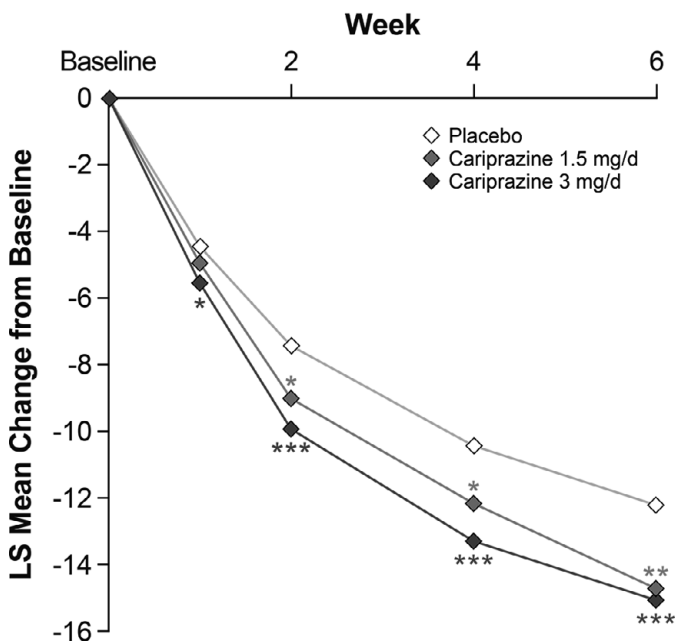 Week
Baseline 2 4 6
0
-2
-4
-6
-8
-10
-12
-14
-16
LS Mean Change from Baseline
Placebo
Cariprazine 1.5 mg/d
Cariprazine 3 mg/d
*
*
***
*
***
**
***